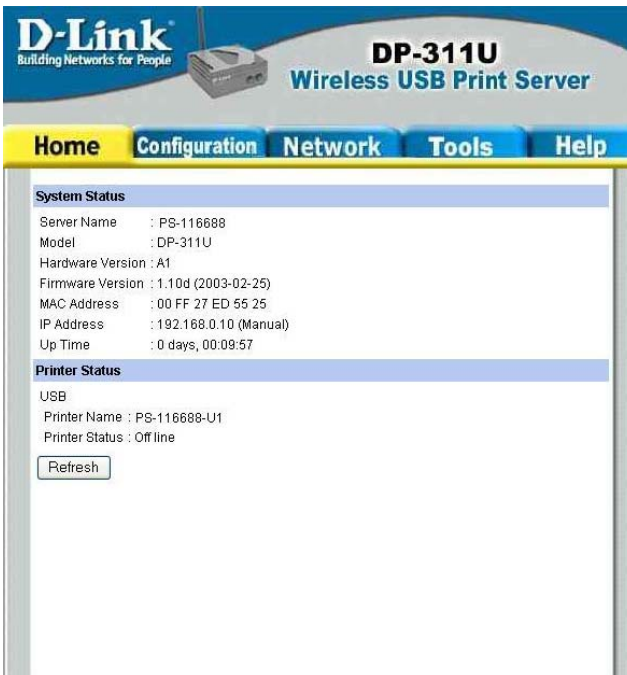 D-Link
Building Networks for People
DP-311U
Wireless USB Print Server
Home Configuration Network Tools Help
System Status
Server Name : PS-116688
Model : DP-311U
Hardware Version : A1
Firmware Version : 1.10d (2003-02-25)
MAC Address : 00 FF 27 ED 55 25
IP Address : 192.168.0.10 (Manual)
Up Time : 0 days, 00:09:57
Printer Status
USB
Printer Name : PS-116688-U1
Printer Status : Off line
Refresh